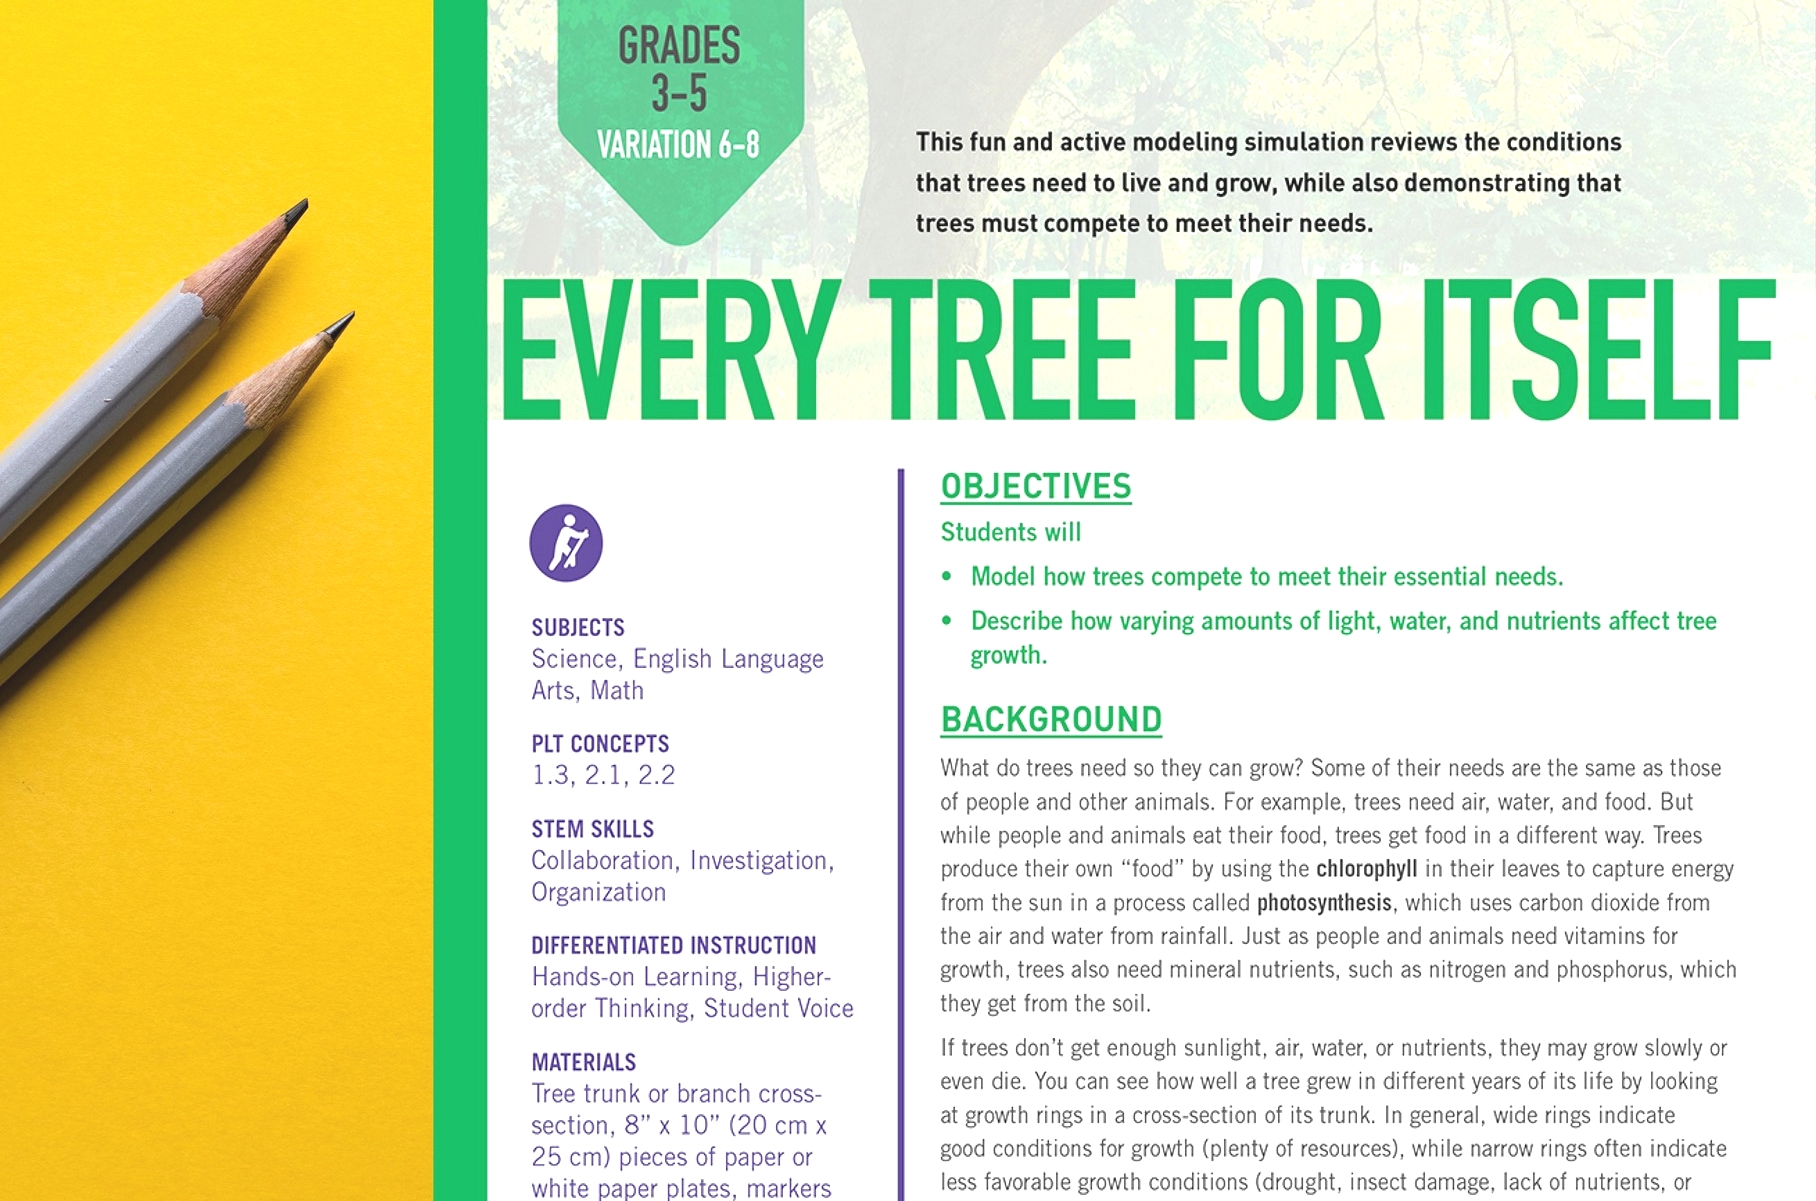 GRADES
3–5
VARIATION 6–8
This fun and active modeling simulation reviews the conditions
that trees need to live and grow, while also demonstrating that
trees must compete to meet their needs.
EVERY TREE FOR ITSELF
SUBJECTS
Science, English Language
Arts, Math
PLT CONCEPTS
1.3, 2.1, 2.2
STEM SKILLS
Collaboration, Investigation,
Organization
DIFFERENTIATED INSTRUCTION
Hands-on Learning, Higher-
order Thinking, Student Voice
MATERIALS
Tree trunk or branch cross-
section, 8” x 10” (20 cm x
25 cm) pieces of paper or
white paper plates, markers
OBJECTIVES
Students will
• Model how trees compete to meet their essential needs.
• Describe how varying amounts of light, water, and nutrients affect tree
growth.
BACKGROUND
What do trees need so they can grow? Some of their needs are the same as those
of people and other animals. For example, trees need air, water, and food. But
while people and animals eat their food, trees get food in a different way. Trees
produce their own “food” by using the chlorophyll in their leaves to capture energy
from the sun in a process called photosynthesis, which uses carbon dioxide from
the air and water from rainfall. Just as people and animals need vitamins for
growth, trees also need mineral nutrients, such as nitrogen and phosphorus, which
they get from the soil.
If trees don’t get enough sunlight, air, water, or nutrients, they may grow slowly or
even die. You can see how well a tree grew in different years of its life by looking
at growth rings in a cross-section of its trunk. In general, wide rings indicate
good conditions for growth (plenty of resources), while narrow rings often indicate
less favorable growth conditions (drought, insect damage, lack of nutrients, or